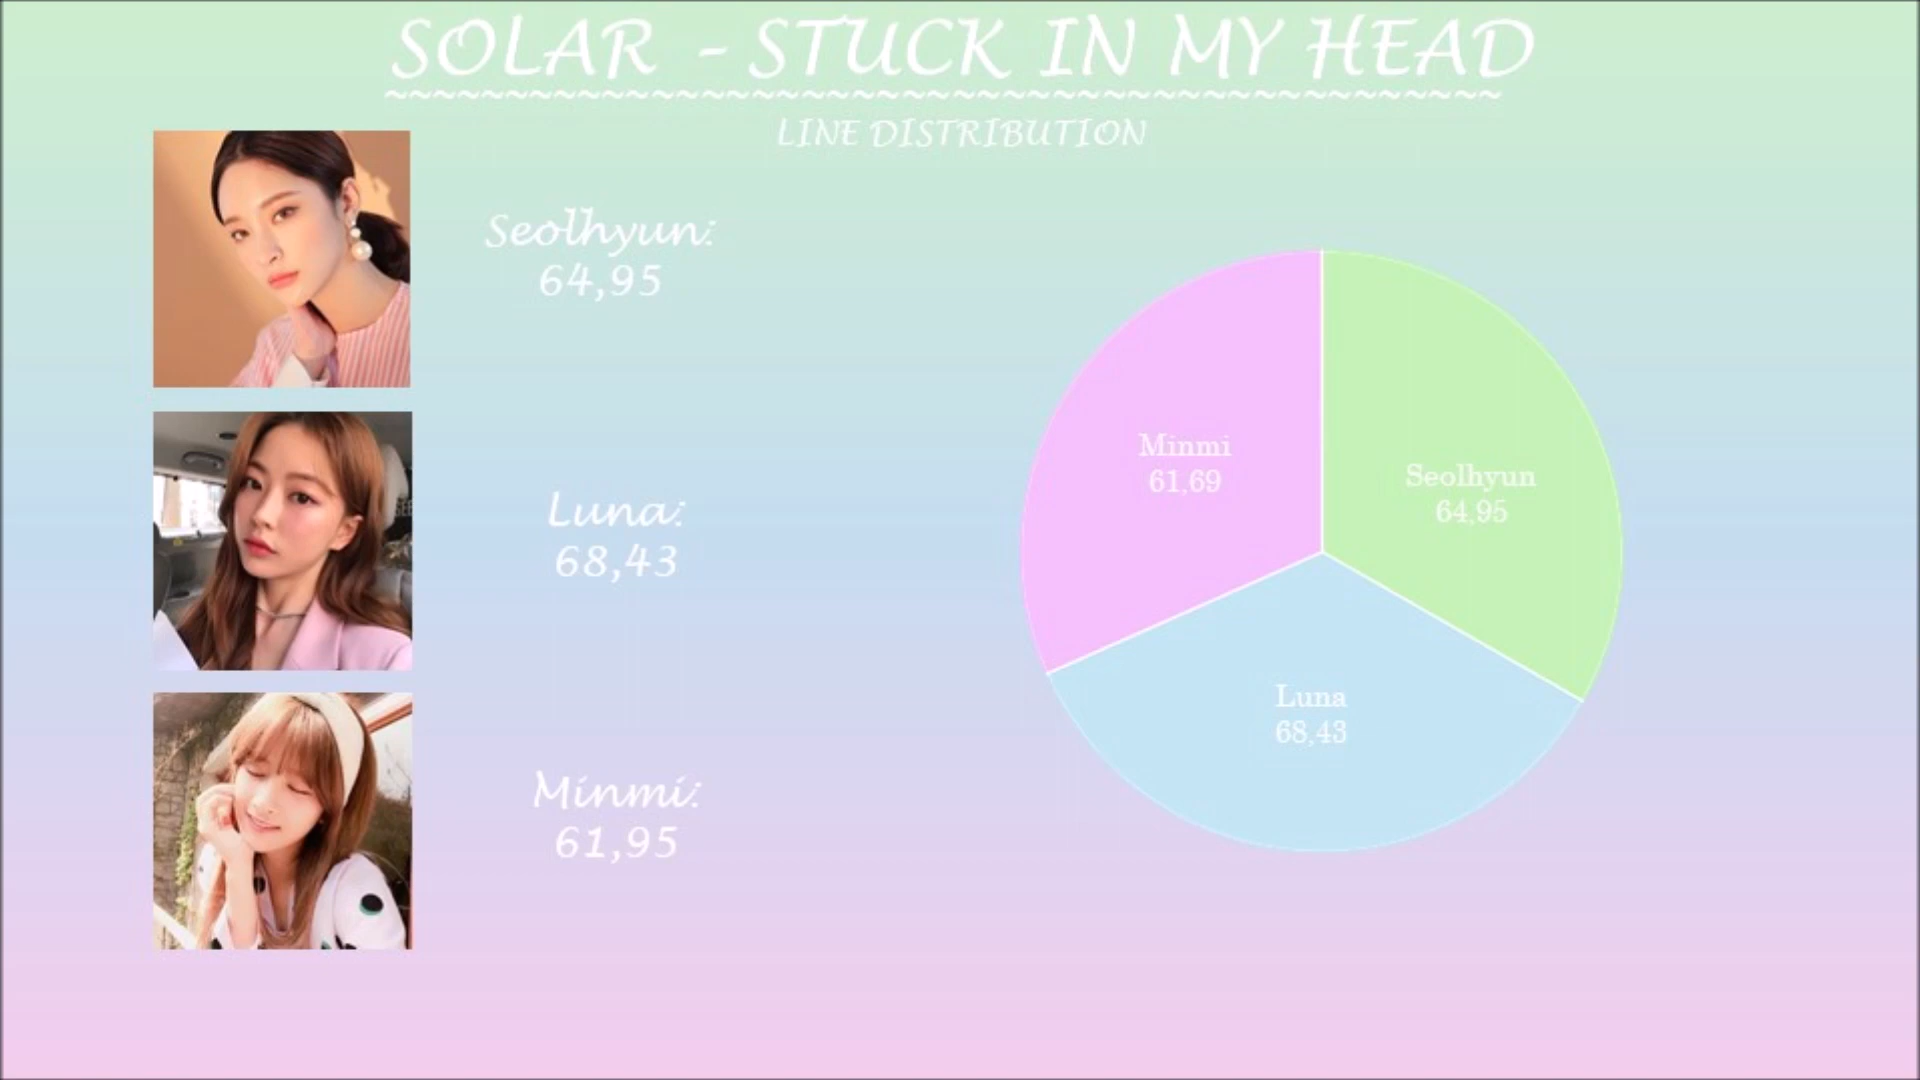 SOLAR - STUCK IN MY HEAD
~~~~~~~~~~~~~~~~~~~~~~~~~~~~~~~~~~~~~~~~~~~~~~
LINE DISTRIBUTION
Seolhyun:
64,95
Luna:
68,43
Minmi:
61,95
Minmi
61,69
Seolhyun
64,95
Luna
68,43